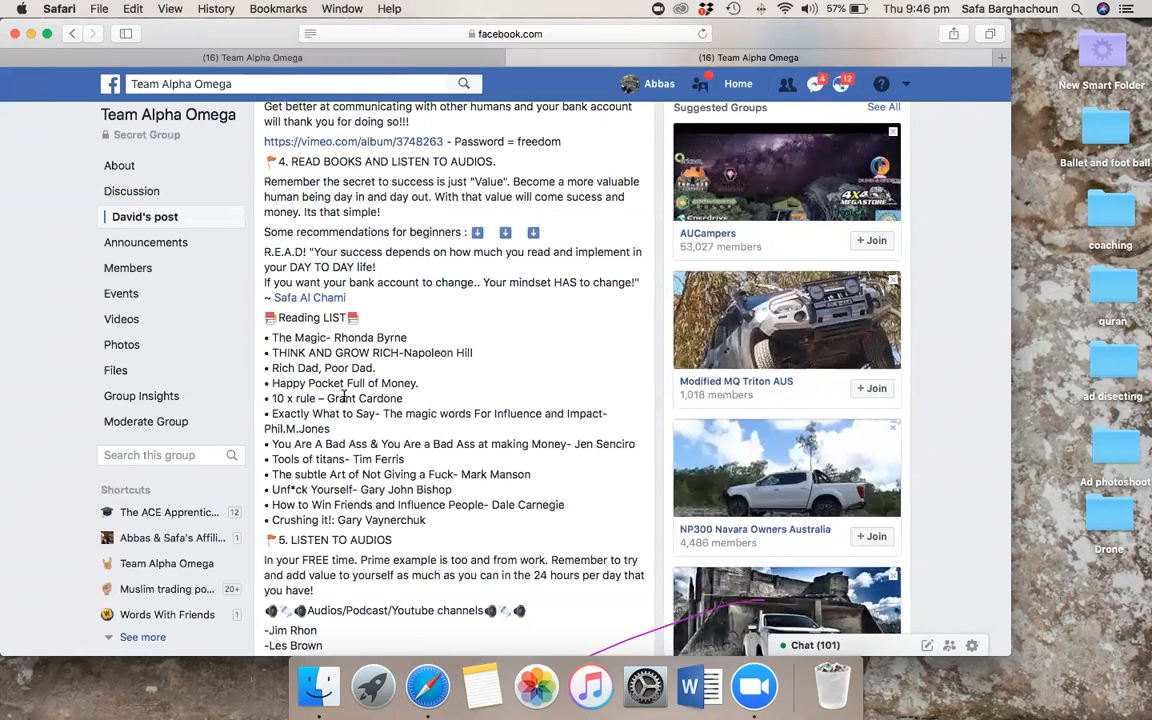 Safari File Edit View History Bookmarks Window Help 57% Thu 9:46 pm Safa Barghachoun
facebook.com
(16) Team Alpha Omega
(16) Team Alpha Omega
Team Alpha Omega
Abbas
Home
4
12
Team Alpha Omega
Secret Group
About
Discussion
David's post
Announcements
Members
Events
Videos
Photos
Files
Group Insights
Moderate Group
Search this group
Shortcuts
The ACE Apprentic... 12
Abbas & Safa's Affili... 1
Team Alpha Omega
Muslim trading po... 20+
Words With Friends 1
See more
Get better at communicating with other humans and your bank account
will thank you for doing so!!!
https://vimeo.com/album/3748263 - Password = freedom
🚩4. READ BOOKS AND LISTEN TO AUDIOS.
Remember the secret to success is just "Value". Become a more valuable
human being day in and day out. With that value will come sucess and
money. Its that simple!
Some recommendations for beginners : ⬇ ⬇ ⬇
R.E.A.D! "Your success depends on how much you read and implement in
your DAY TO DAY life!
If you want your bank account to change.. Your mindset HAS to change!"
~ Safa Al Chami
📚Reading LIST📚
• The Magic- Rhonda Byrne
• THINK AND GROW RICH-Napoleon Hill
• Rich Dad, Poor Dad.
• Happy Pocket Full of Money.
• 10 x rule – Grant Cardone
• Exactly What to Say- The magic words For Influence and Impact-
Phil.M.Jones
• You Are A Bad Ass & You Are a Bad Ass at making Money- Jen Senciro
• Tools of titans- Tim Ferris
• The subtle Art of Not Giving a Fuck- Mark Manson
• Unf*ck Yourself- Gary John Bishop
• How to Win Friends and Influence People- Dale Carnegie
• Crushing it!: Gary Vaynerchuk
🚩5. LISTEN TO AUDIOS
In your FREE time. Prime example is too and from work. Remember to try
and add value to yourself as much as you can in the 24 hours per day that
you have!
Audios/Podcast/Youtube channels
-Jim Rhon
-Les Brown
Suggested Groups
See All
4X4
MEGASTORE
Enerdrive
AUCampers
53,027 members
+ Join
Modified MQ Triton AUS
1,018 members
+ Join
NP300 Navara Owners Australia
4,486 members
+ Join
Chat (101)
New Smart Folder
Ballet and foot ball
coaching
quran
ad disecting
Ad photoshoot
Drone